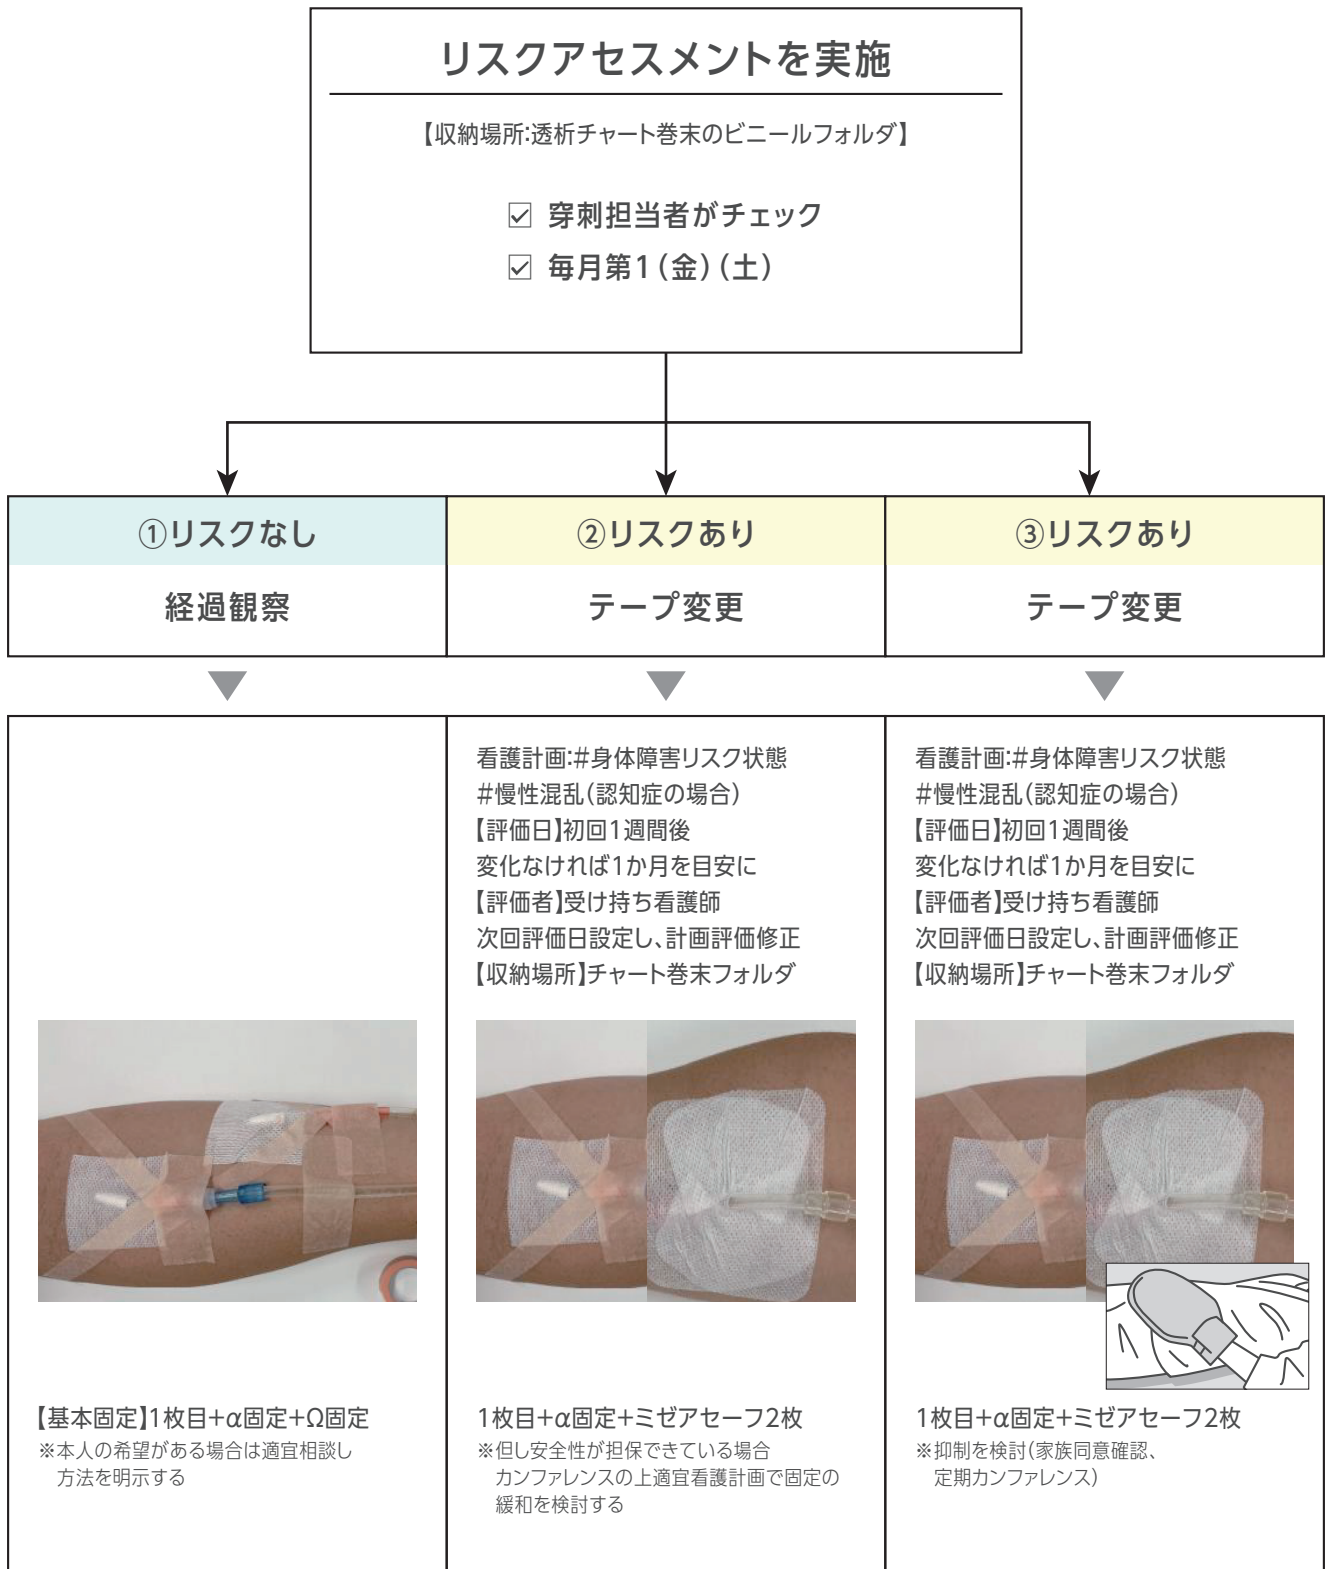 リスクアセスメントを実施
【収納場所:透析チャート巻末のビニールフォルダ】
☑ 穿刺担当者がチェック
☑ 毎月第1（金）（土）
①リスクなし
経過観察
②リスクあり
テープ変更
③リスクあり
テープ変更
【基本固定】1枚目+α固定+Ω固定
※本人の希望がある場合は適宜相談し
方法を明示する
看護計画:#身体障害リスク状態
#慢性混乱(認知症の場合)
【評価日】初回1週間後
変化なければ1か月を目安に
【評価者】受け持ち看護師
次回評価日設定し、計画評価修正
【収納場所】チャート巻末フォルダ
1枚目+α固定+ミゼアセーフ2枚
※但し安全性が担保できている場合
カンファレンスの上適宜看護計画で固定の
緩和を検討する
看護計画:#身体障害リスク状態
#慢性混乱(認知症の場合)
【評価日】初回1週間後
変化なければ1か月を目安に
【評価者】受け持ち看護師
次回評価日設定し、計画評価修正
【収納場所】チャート巻末フォルダ
1枚目+α固定+ミゼアセーフ2枚
※抑制を検討(家族同意確認、
定期カンファレンス)